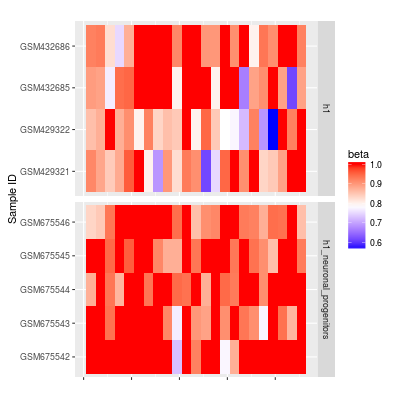 Sample ID
GSM432686
GSM432685
GSM429322
GSM429321
h1
GSM675546
GSM675545
GSM675544
GSM675543
GSM675542
h1_neuronal_progenitors
beta
1.0
0.9
0.8
0.7
0.6